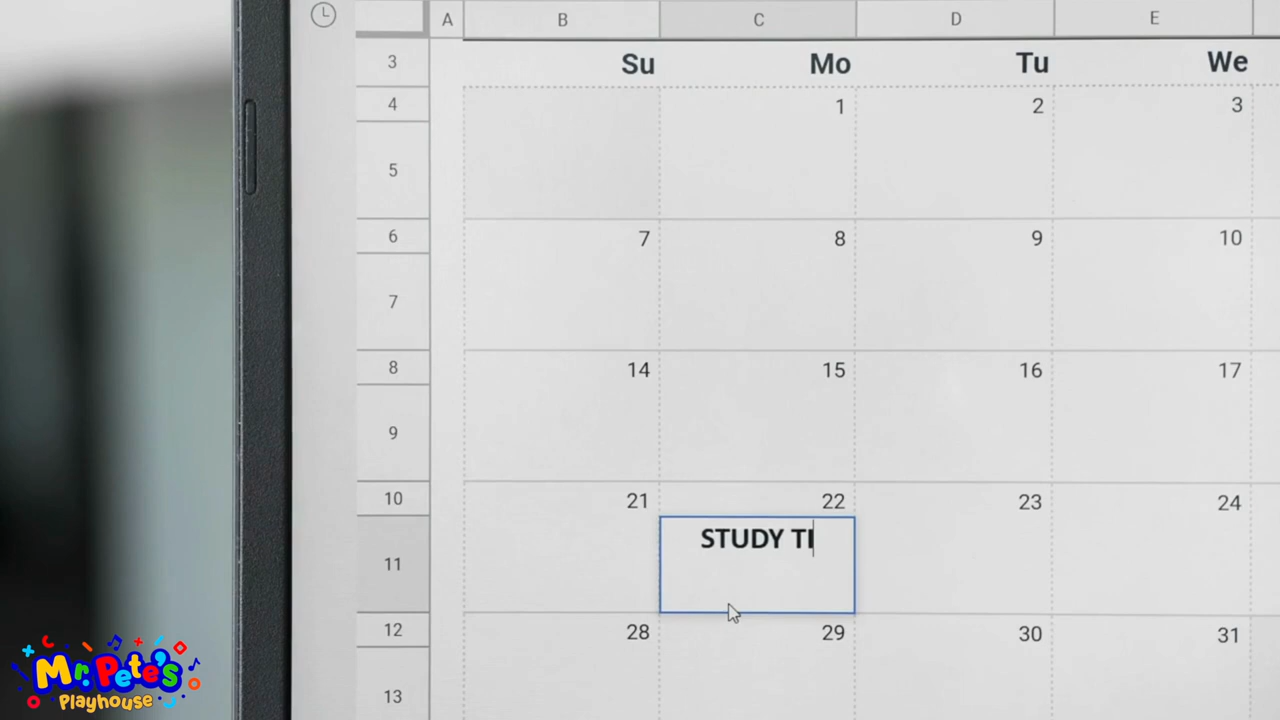 A B C D E
3 Su Mo Tu We
4 1 2 3
5
6 7 8 9 10
7
8 14 15 16 17
9
10 21 22 23 24
11 STUDY TI
12 28 29 30 31
13
Mr. Pete's
Playhouse